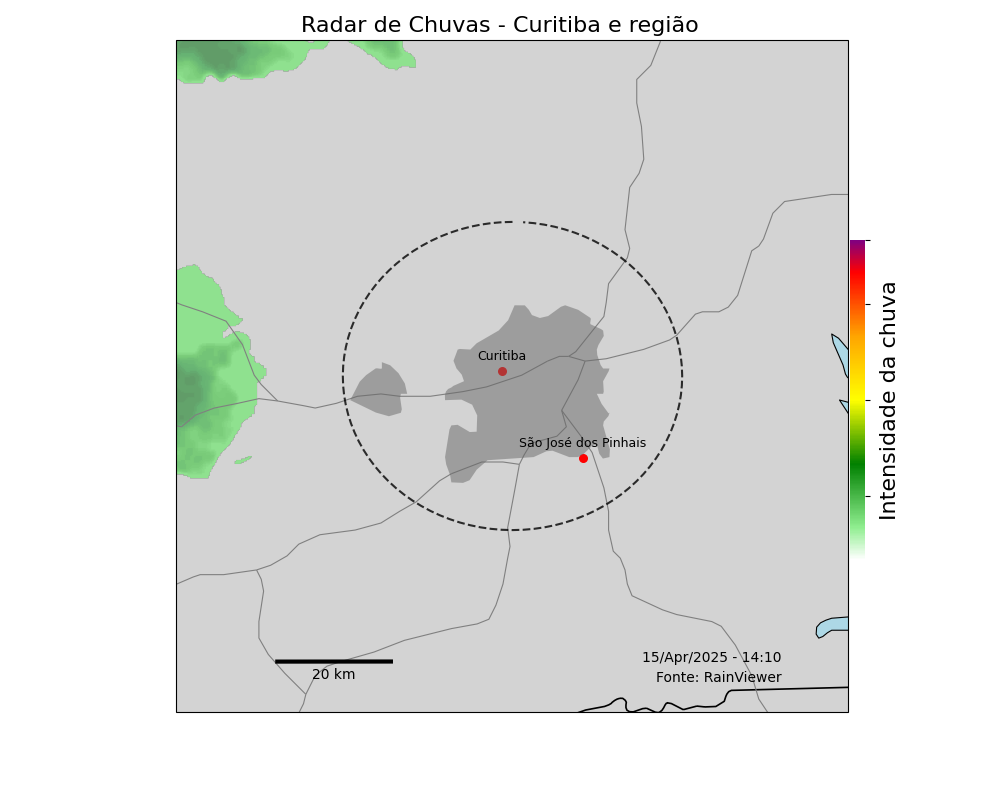 Radar de Chuvas - Curitiba e região
Curitiba
São José dos Pinhais
Intensidade da chuva
15/Apr/2025 - 14:10
20 km
Fonte: RainViewer